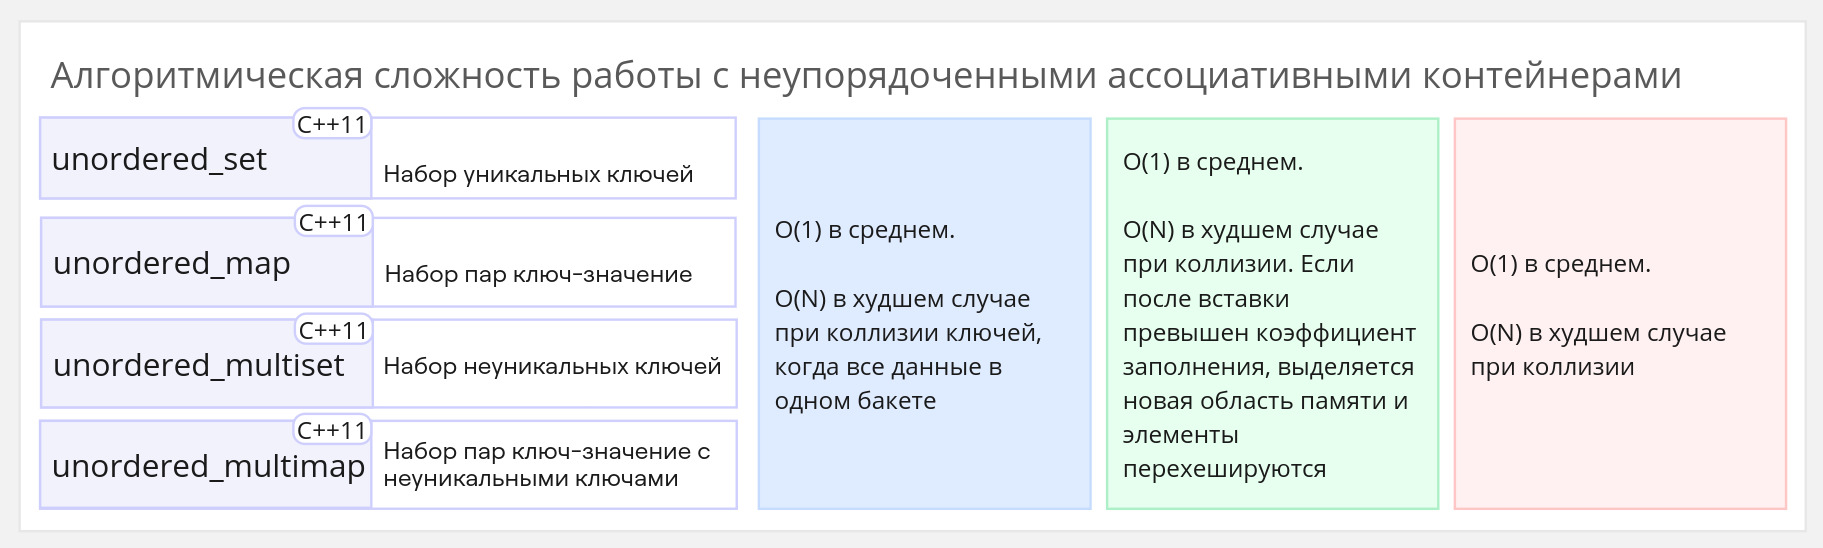 Алгоритмическая сложность работы с неупорядоченными ассоциативными контейнерами
C++11
unordered_set
Набор уникальных ключей
C++11
unordered_map
Набор пар ключ-значение
C++11
unordered_multiset
Набор неуникальных ключей
C++11
unordered_multimap
Набор пар ключ-значение с
неуникальными ключами
O(1) в среднем.
O(N) в худшем случае
при коллизии ключей,
когда все данные в
одном бакете
O(1) в среднем.
O(N) в худшем случае
при коллизии. Если
после вставки
превышен коэффициент
заполнения, выделяется
новая область памяти и
элементы
перехешируются
O(1) в среднем.
O(N) в худшем случае
при коллизии